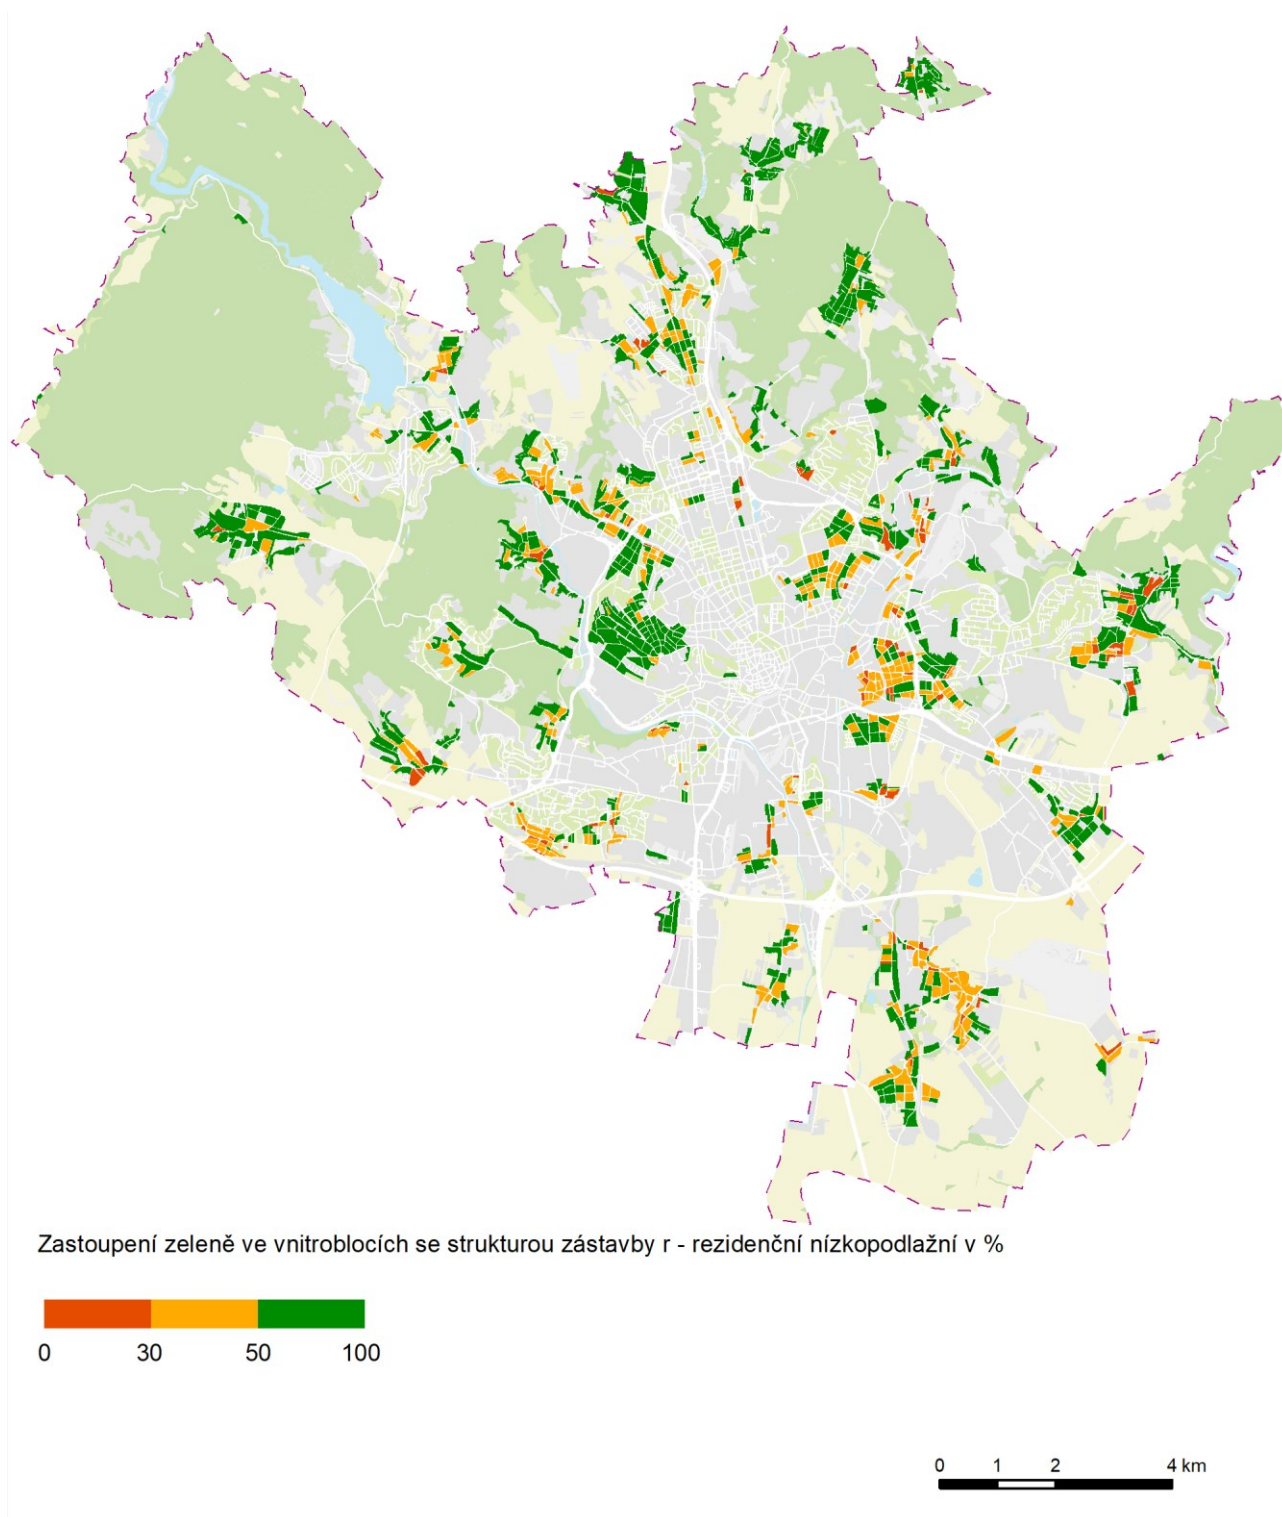 Zastoupení zeleně ve vnitroblocích se strukturou zástavby r - rezidenční nízkopodlažní v %
0 30 50 100
0 1 2 4 km